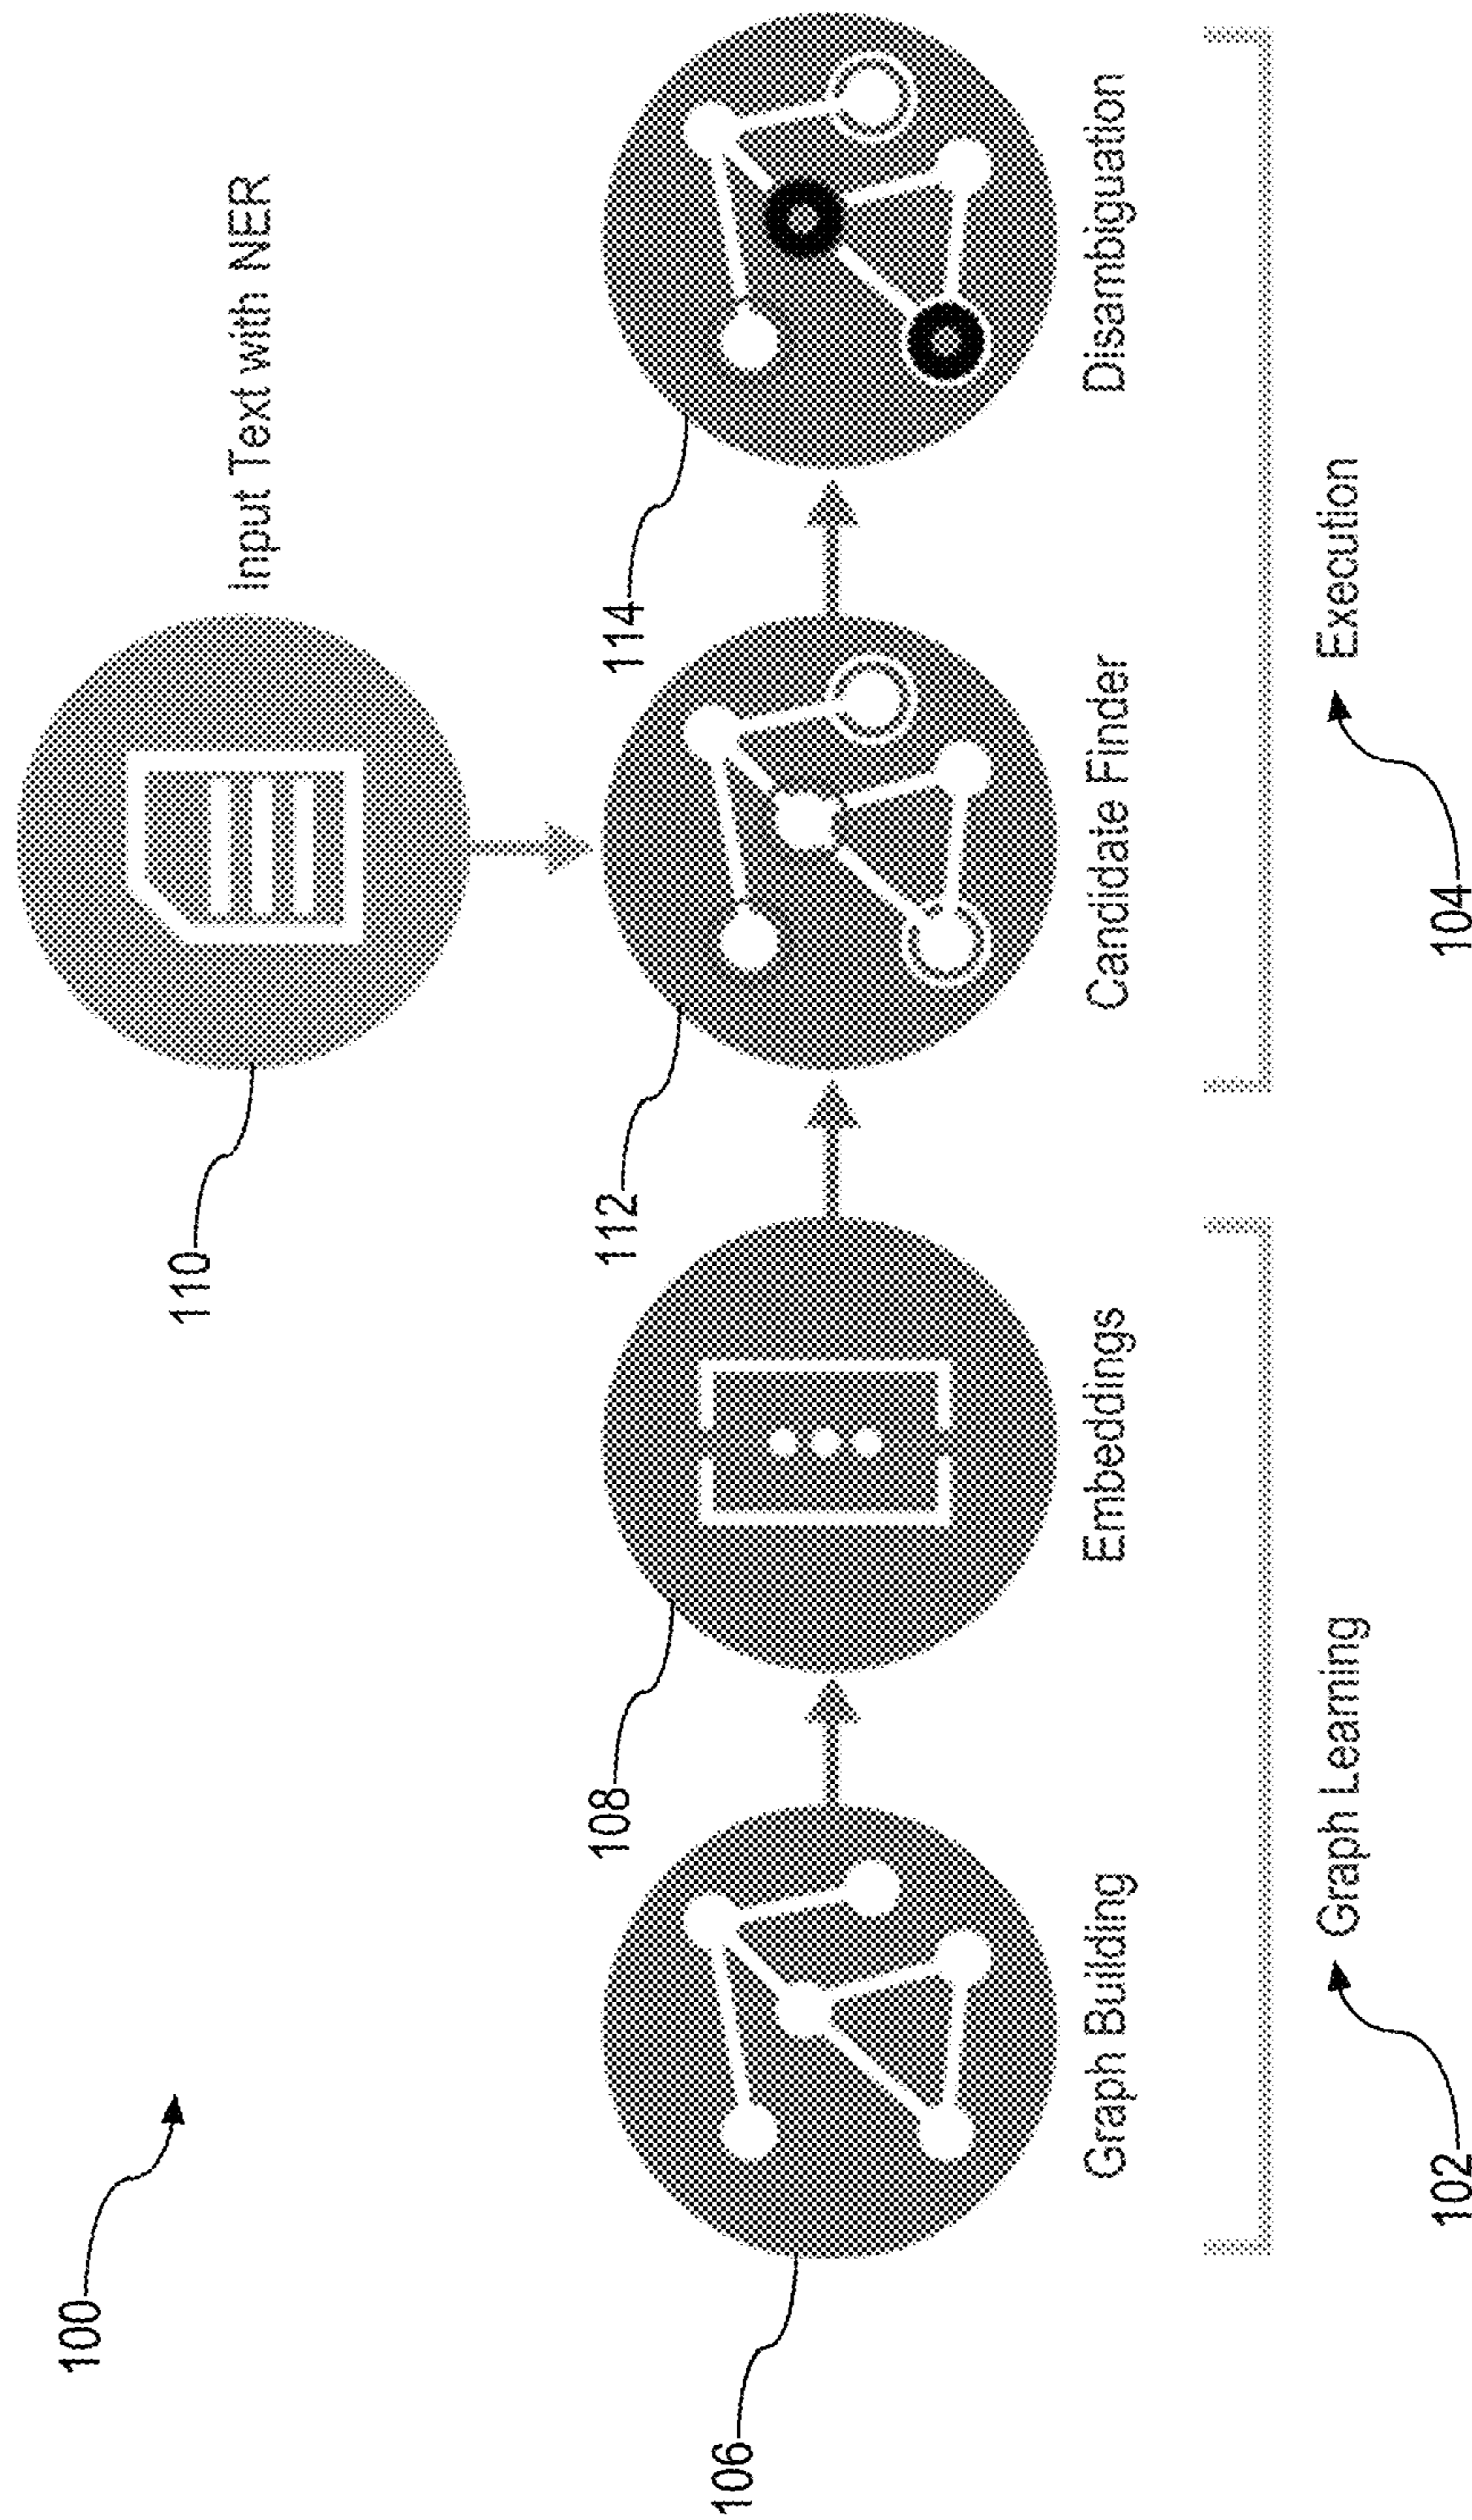 100
110
Input Text with NER
106
108
112
114
Graph Building
Embeddings
Candidate Finder
Disambiguation
Graph Learning
Execution
102
104